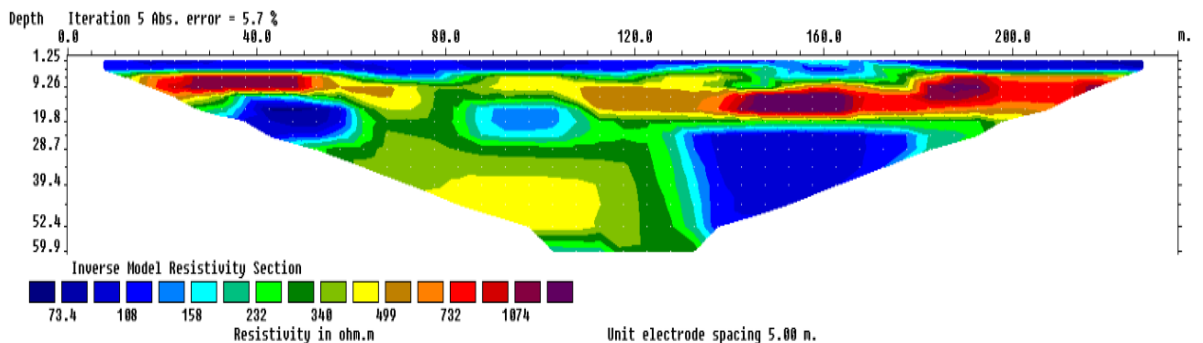 Depth Iteration 5 Abs. error = 5.7 %
0.0 40.0 80.0 120.0 160.0 200.0 m.
1.25
9.26
19.8
28.7
39.4
52.4
59.9
Inverse Model Resistivity Section
73.4 108 158 232 340 499 732 1074
Resistivity in ohm.m Unit electrode spacing 5.00 m.